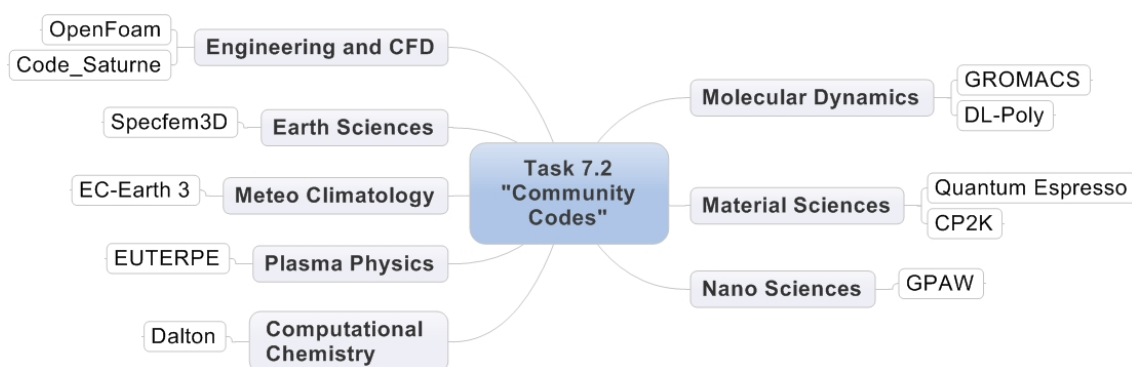 OpenFoam
Code_Saturne
Engineering and CFD
Specfem3D
Earth Sciences
EC-Earth 3
Meteo Climatology
EUTERPE
Plasma Physics
Dalton
Computational
Chemistry
Task 7.2
"Community
Codes"
Molecular Dynamics
GROMACS
DL-Poly
Material Sciences
Quantum Espresso
CP2K
Nano Sciences
GPAW